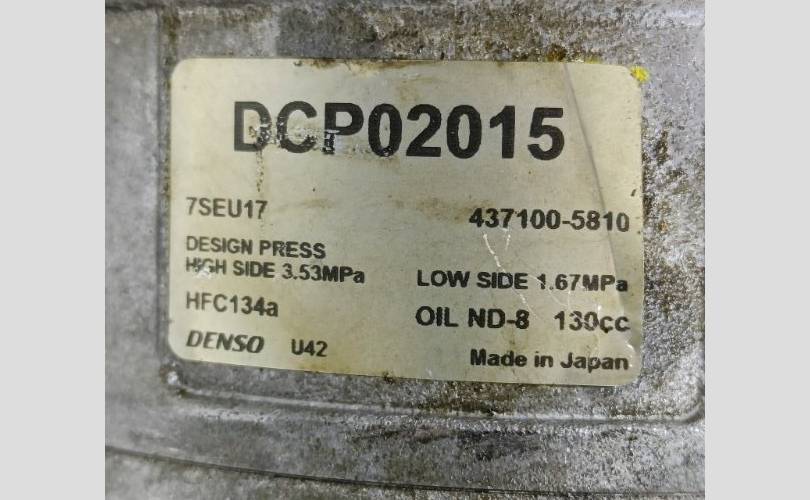 DCP02015
7SEU17
437100-5810
DESIGN PRESS
HIGH SIDE 3.53MPa LOW SIDE 1.67MPa
HFC134a OIL ND-8 130cc
DENSO U42 Made in Japan